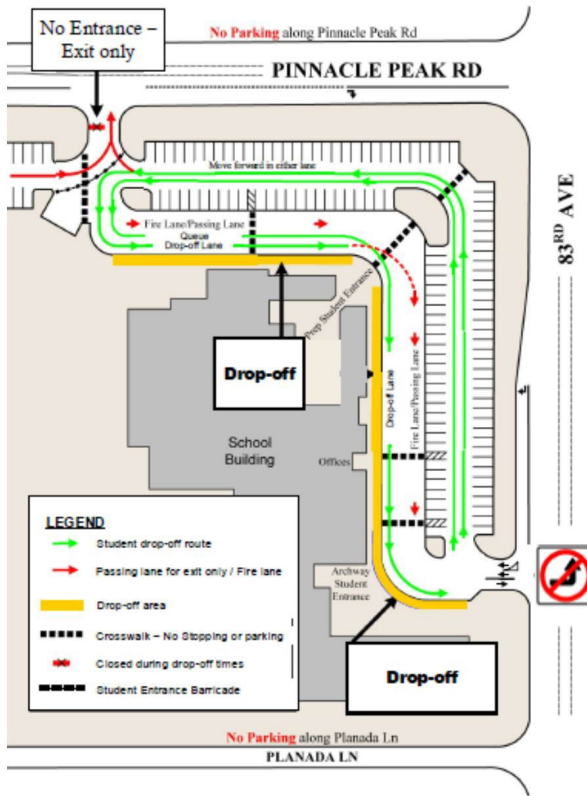 No Entrance –
Exit only
No Parking along Pinnacle Peak Rd
PINNACLE PEAK RD
Move forward in either lane
83RD AVE
Fire Lane/Passing Lane
Queue
Drop-off Lane
Prep Student Entrance
Drop-off
Drop-off Lane
Fire Lane/Passing Lane
School
Building
Offices
Archway
Student
Entrance
LEGEND
Student drop-off route
Passing lane for exit only / Fire lane
Drop-off area
Crosswalk – No Stopping or parking
Closed during drop-off times
Student Entrance Barricade
Drop-off
No Parking along Planada Ln
PLANADA LN